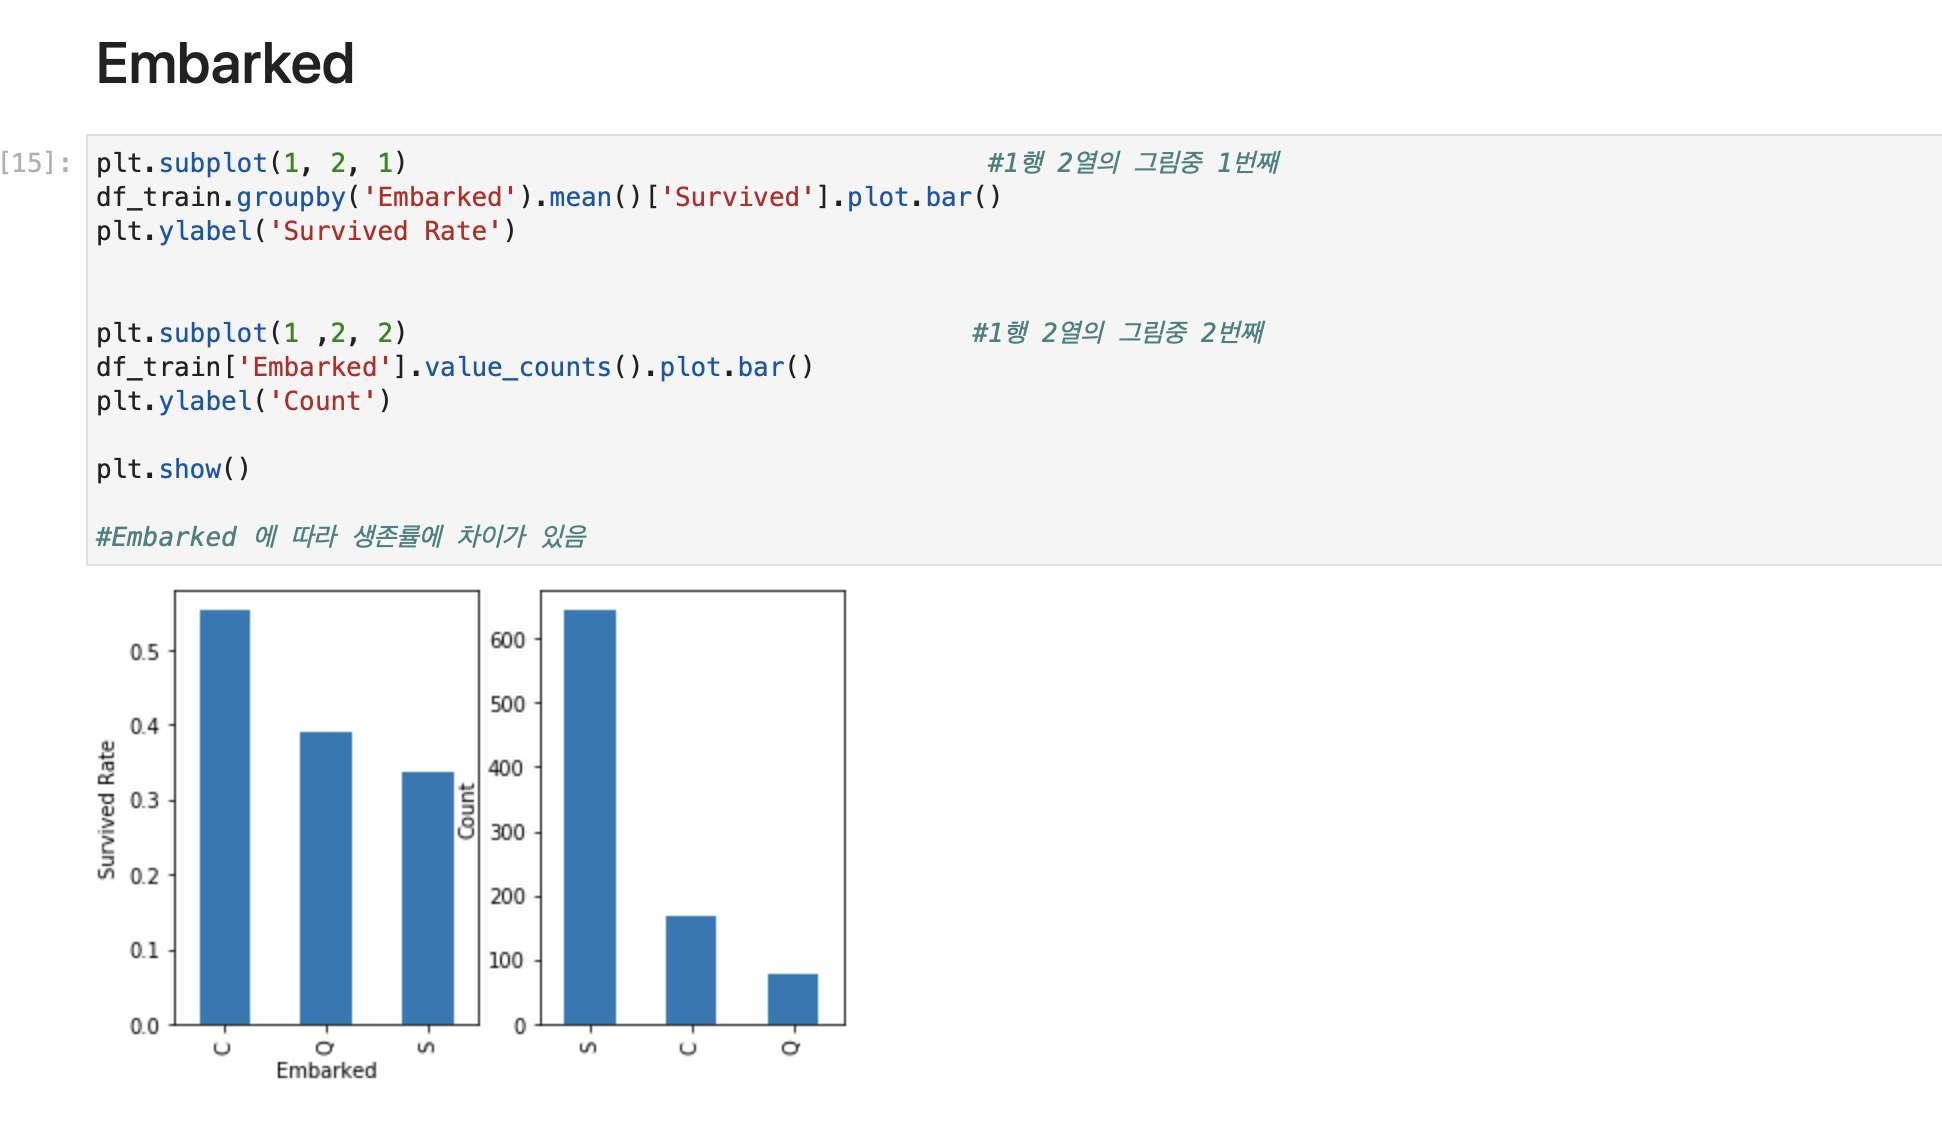 Embarked
[15]:
plt.subplot(1, 2, 1) #1행 2열의 그림중 1번째
df_train.groupby('Embarked').mean()['Survived'].plot.bar()
plt.ylabel('Survived Rate')
plt.subplot(1 ,2, 2) #1행 2열의 그림중 2번째
df_train['Embarked'].value_counts().plot.bar()
plt.ylabel('Count')
plt.show()
#Embarked 에 따라 생존률에 차이가 있음
Survived Rate
0.5
0.4
0.3
0.2
0.1
0.0
C Q S
Embarked
Count
600
500
400
300
200
100
0
S C Q